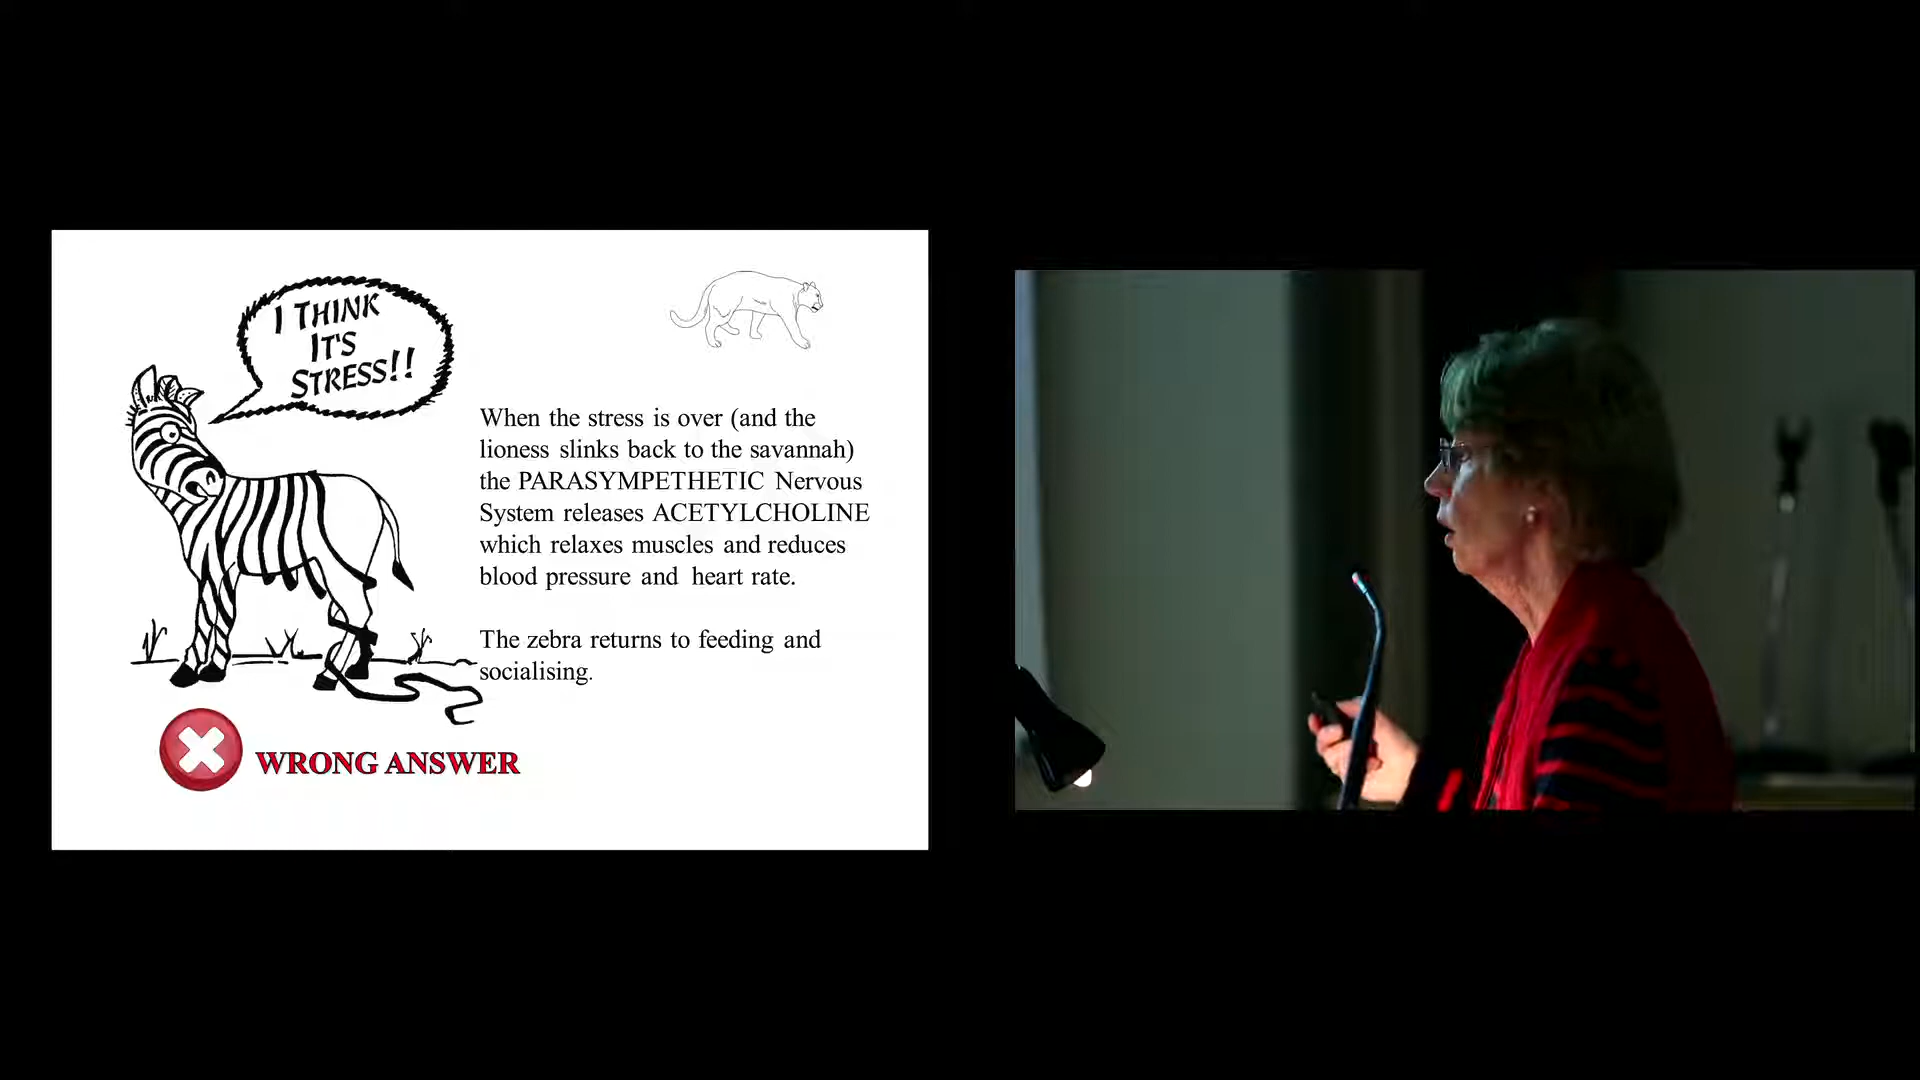 I THINK
IT'S
STRESS!!
When the stress is over (and the
lioness slinks back to the savannah)
the PARASYMPETHETIC Nervous
System releases ACETYLCHOLINE
which relaxes muscles and reduces
blood pressure and heart rate.
The zebra returns to feeding and
socialising.
WRONG ANSWER